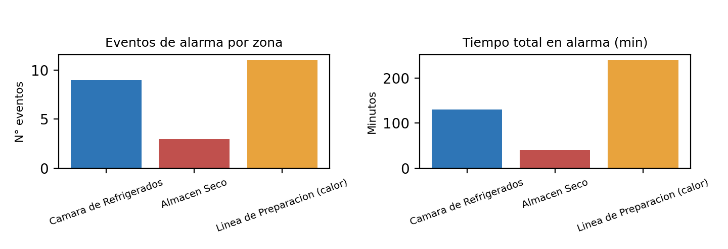 Eventos de alarma por zona
N° eventos
10
5
0
Camara de Refrigerados
Almacen Seco
Linea de Preparacion (calor)
Tiempo total en alarma (min)
Minutos
200
100
0
Camara de Refrigerados
Almacen Seco
Linea de Preparacion (calor)